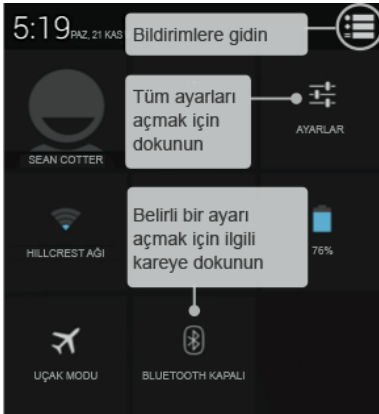 5:19 PAZ, 21 KAS
Bildirimlere gidin
Tüm ayarları
açmak için
dokunun
AYARLAR
SEAN COTTER
Belirli bir ayarı
açmak için ilgili
kareye dokunun
HILLCREST AĞI
76%
UÇAK MODU
BLUETOOTH KAPALI